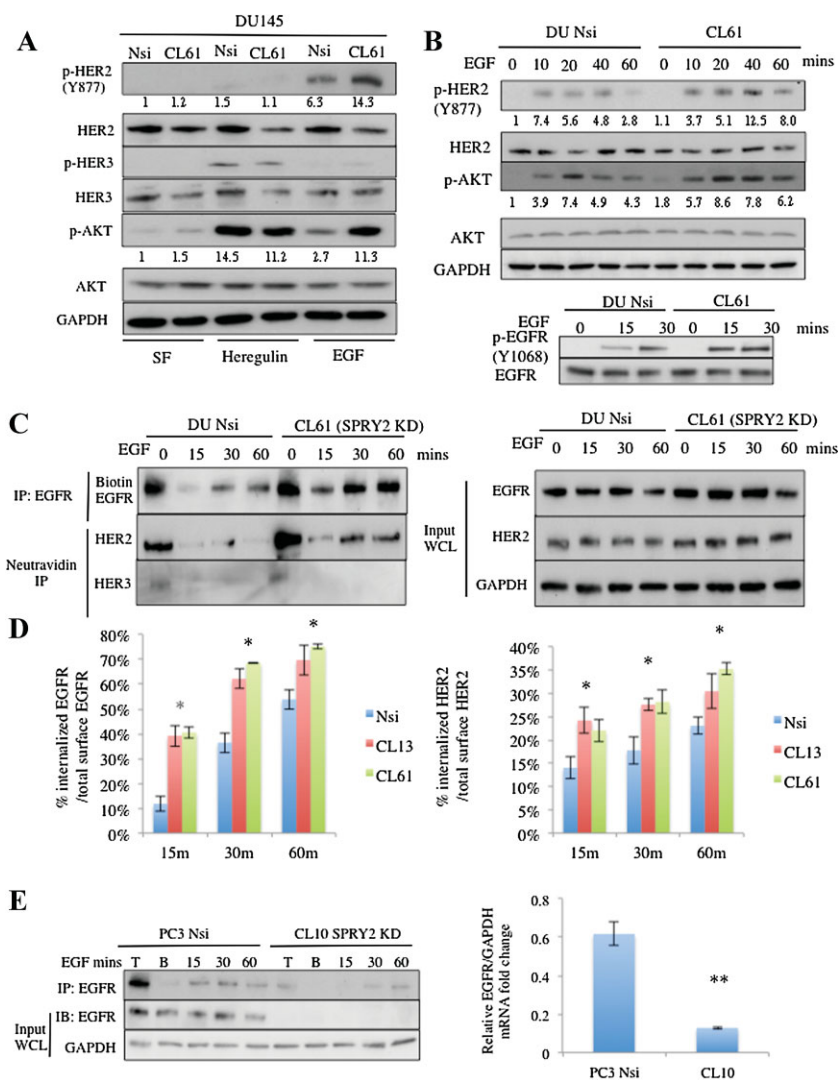 A
DU145
Nsi CL61 Nsi CL61 Nsi CL61
p-HER2
(Y877)
1 1.2 1.5 1.1 6.3 14.3
HER2
p-HER3
HER3
p-AKT
1 1.5 14.5 11.2 2.7 11.3
AKT
GAPDH
SF Heregulin EGF
B
DU Nsi CL61
EGF 0 10 20 40 60 0 10 20 40 60 mins
p-HER2
(Y877)
1 7.4 5.6 4.8 2.8 1.1 3.7 5.1 12.5 8.0
HER2
p-AKT
1 3.9 7.4 4.9 4.3 1.8 5.7 8.6 7.8 6.2
AKT
GAPDH
DU Nsi CL61
EGF 0 15 30 0 15 30 mins
p-EGFR
(Y1068)
EGFR
C
DU Nsi CL61 (SPRY2 KD)
EGF 0 15 30 60 0 15 30 60 mins
IP: EGFR
Biotin
EGFR
HER2
Neutravidin
IP
HER3
DU Nsi CL61 (SPRY2 KD)
EGF 0 15 30 60 0 15 30 60 mins
EGFR
Input
WCL
HER2
GAPDH
D
% internalized EGFR
/total surface EGFR
80%
70%
60%
50%
40%
30%
20%
10%
0%
* * *
15m 30m 60m
Nsi
CL13
CL61
% internalized HER2
/total surface HER2
40%
35%
30%
25%
20%
15%
10%
5%
0%
* * *
15m 30m 60m
Nsi
CL13
CL61
E
PC3 Nsi CL10 SPRY2 KD
EGF mins T B 15 30 60 T B 15 30 60
IP: EGFR
IB: EGFR
Input
WCL
GAPDH
Relative EGFR/GAPDH
mRNA fold change
0.8
0.6
0.4
0.2
0
**
PC3 Nsi CL10